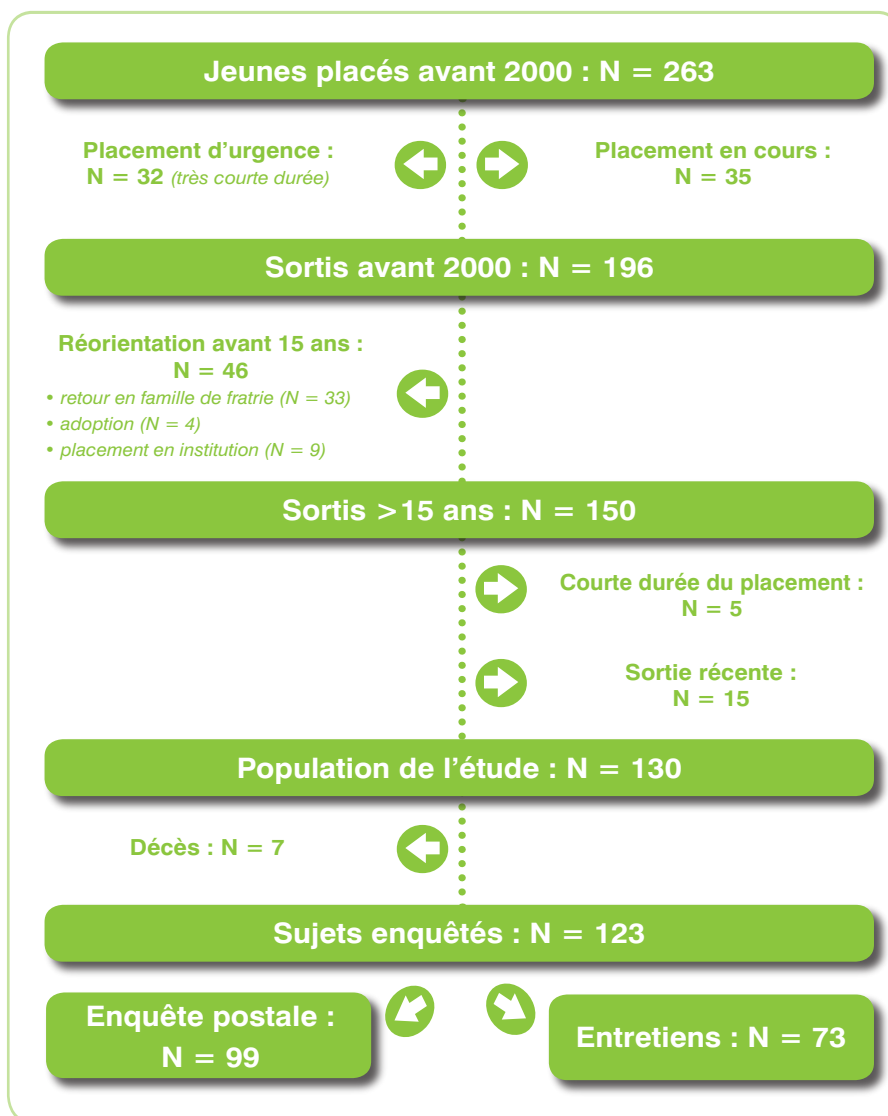 Jeunes placés avant 2000 : N = 263
Placement d'urgence :
N = 32 (très courte durée)
Placement en cours :
N = 35
Sortis avant 2000 : N = 196
Réorientation avant 15 ans :
N = 46
• retour en famille de fratrie (N = 33)
• adoption (N = 4)
• placement en institution (N = 9)
Sortis >15 ans : N = 150
Courte durée du placement :
N = 5
Sortie récente :
N = 15
Population de l'étude : N = 130
Décès : N = 7
Sujets enquêtés : N = 123
Enquête postale :
N = 99
Entretiens : N = 73